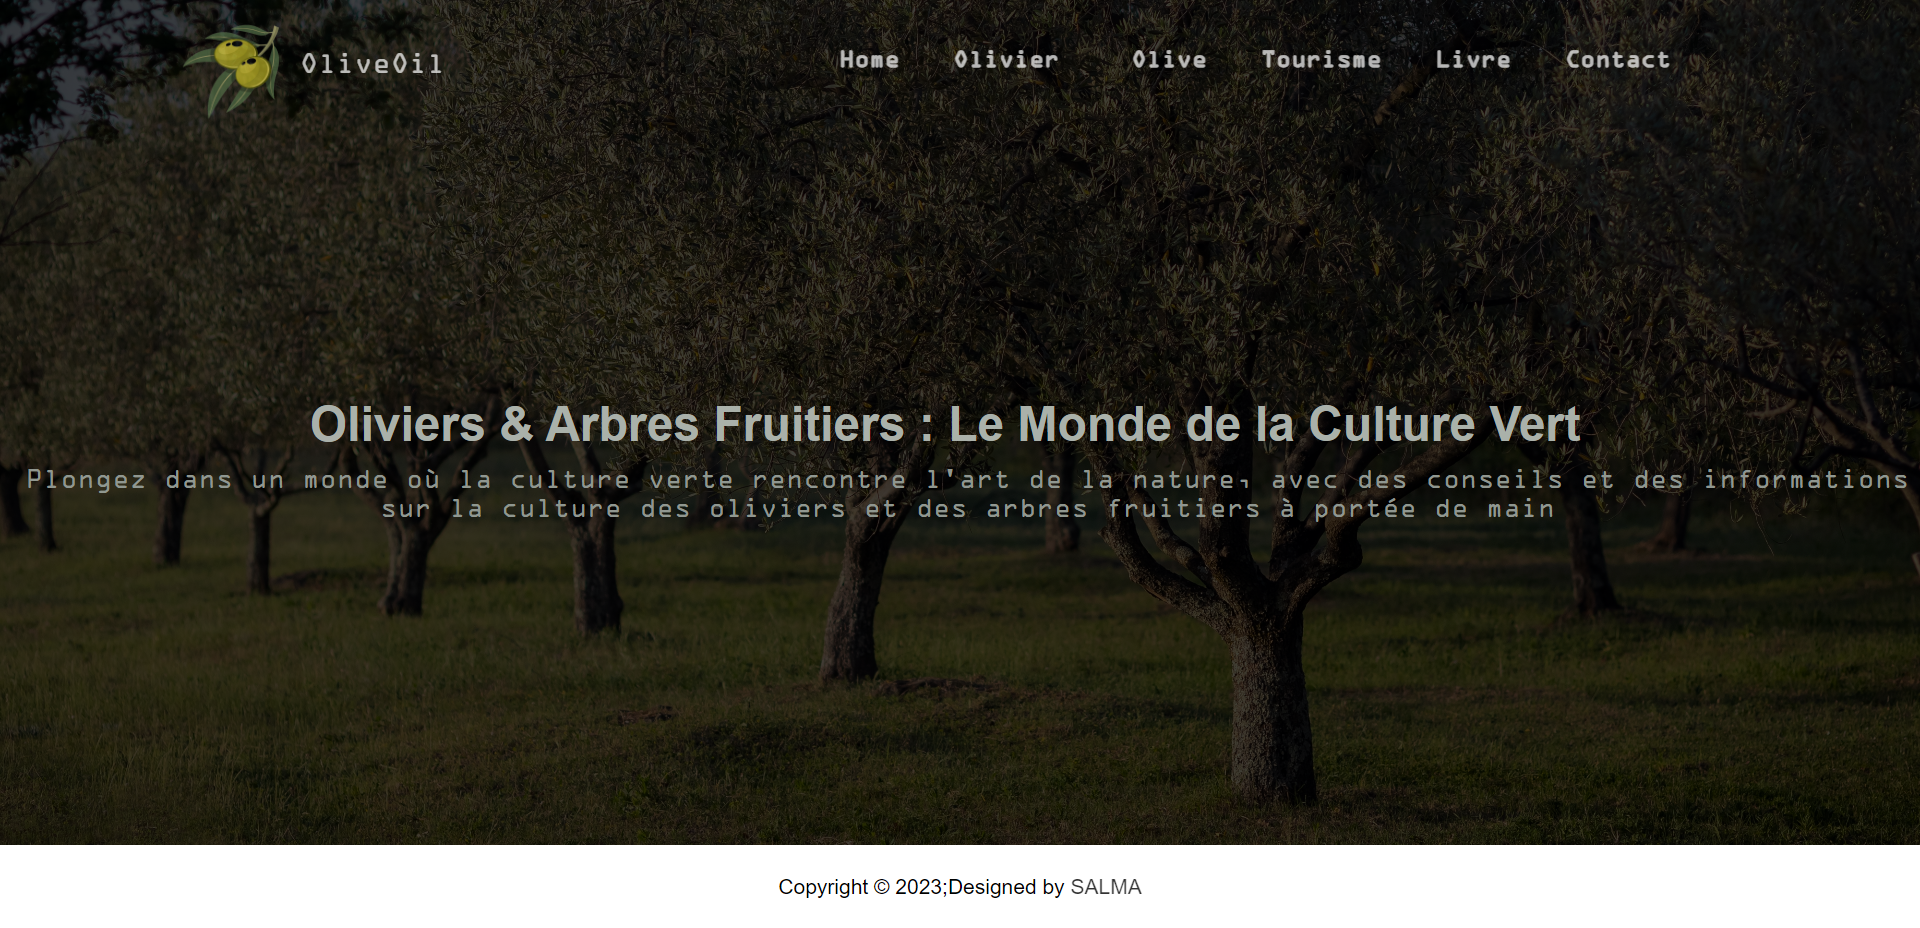 OliveOil
Home Olivier Olive Tourisme Livre Contact
Oliviers & Arbres Fruitiers : Le Monde de la Culture Vert
Plongez dans un monde où la culture verte rencontre l'art de la nature, avec des conseils et des informations
sur la culture des oliviers et des arbres fruitiers à portée de main
Copyright © 2023;Designed by SALMA